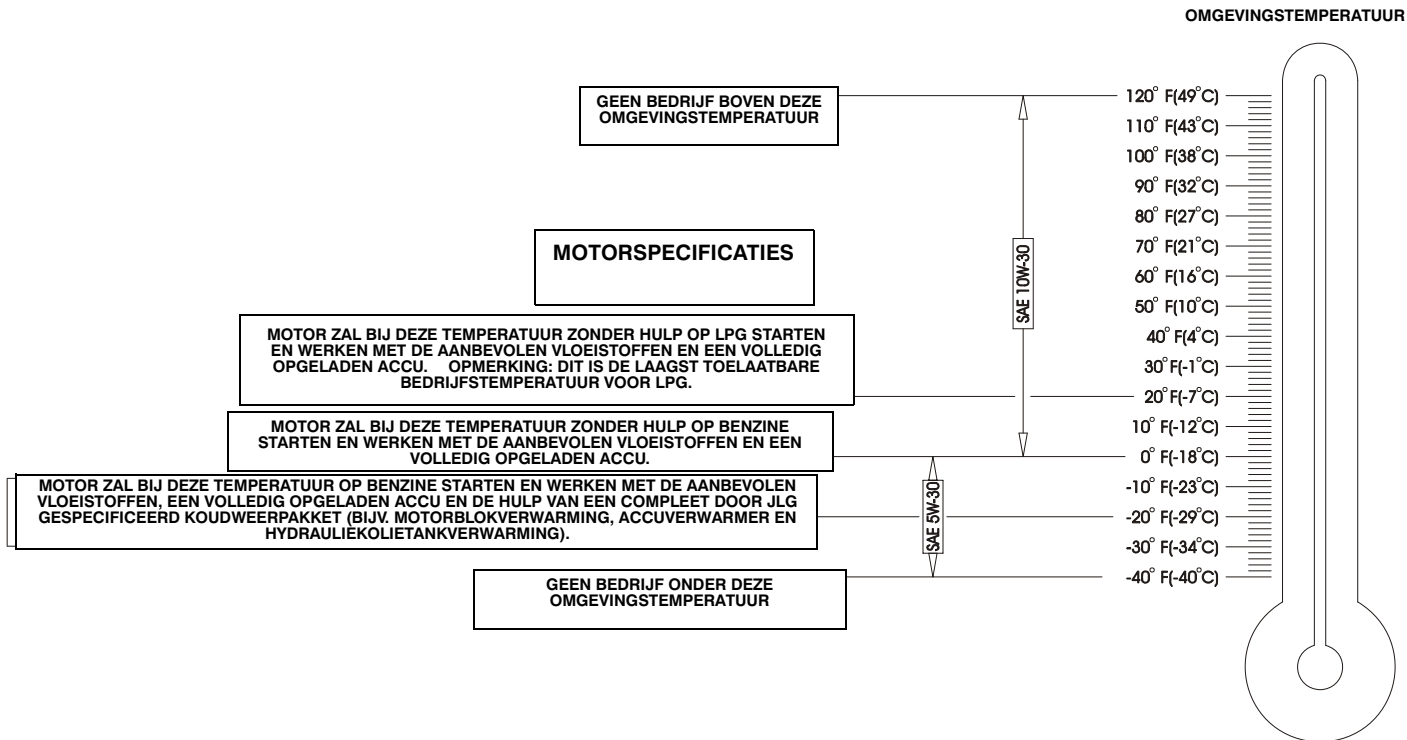 OMGEVINGSTEMPERATUUR
GEEN BEDRIJF BOVEN DEZE
OMGEVINGSTEMPERATUUR
120° F(49°C)
110° F(43°C)
100° F(38°C)
90° F(32°C)
80° F(27°C)
70° F(21°C)
60° F(16°C)
50° F(10°C)
40° F(4°C)
30° F(-1°C)
20° F(-7°C)
10° F(-12°C)
0° F(-18°C)
-10° F(-23°C)
-20° F(-29°C)
-30° F(-34°C)
-40° F(-40°C)
SAE 10W-30
SAE 5W-30
MOTORSPECIFICATIES
MOTOR ZAL BIJ DEZE TEMPERATUUR ZONDER HULP OP LPG STARTEN
EN WERKEN MET DE AANBEVOLEN VLOEISTOFFEN EN EEN VOLLEDIG
OPGELADEN ACCU. OPMERKING: DIT IS DE LAAGST TOELAATBARE
BEDRIJFSTEMPERATUUR VOOR LPG.
MOTOR ZAL BIJ DEZE TEMPERATUUR ZONDER HULP OP BENZINE
STARTEN EN WERKEN MET DE AANBEVOLEN VLOEISTOFFEN EN EEN
VOLLEDIG OPGELADEN ACCU.
MOTOR ZAL BIJ DEZE TEMPERATUUR OP BENZINE STARTEN EN WERKEN MET DE AANBEVOLEN
VLOEISTOFFEN, EEN VOLLEDIG OPGELADEN ACCU EN DE HULP VAN EEN COMPLEET DOOR JLG
GESPECIFICEERD KOUDWEERPAKKET (BIJV. MOTORBLOKVERWARMING, ACCUVERWARMER EN
HYDRAULIEKOLIETANKVERWARMING).
GEEN BEDRIJF ONDER DEZE
OMGEVINGSTEMPERATUUR